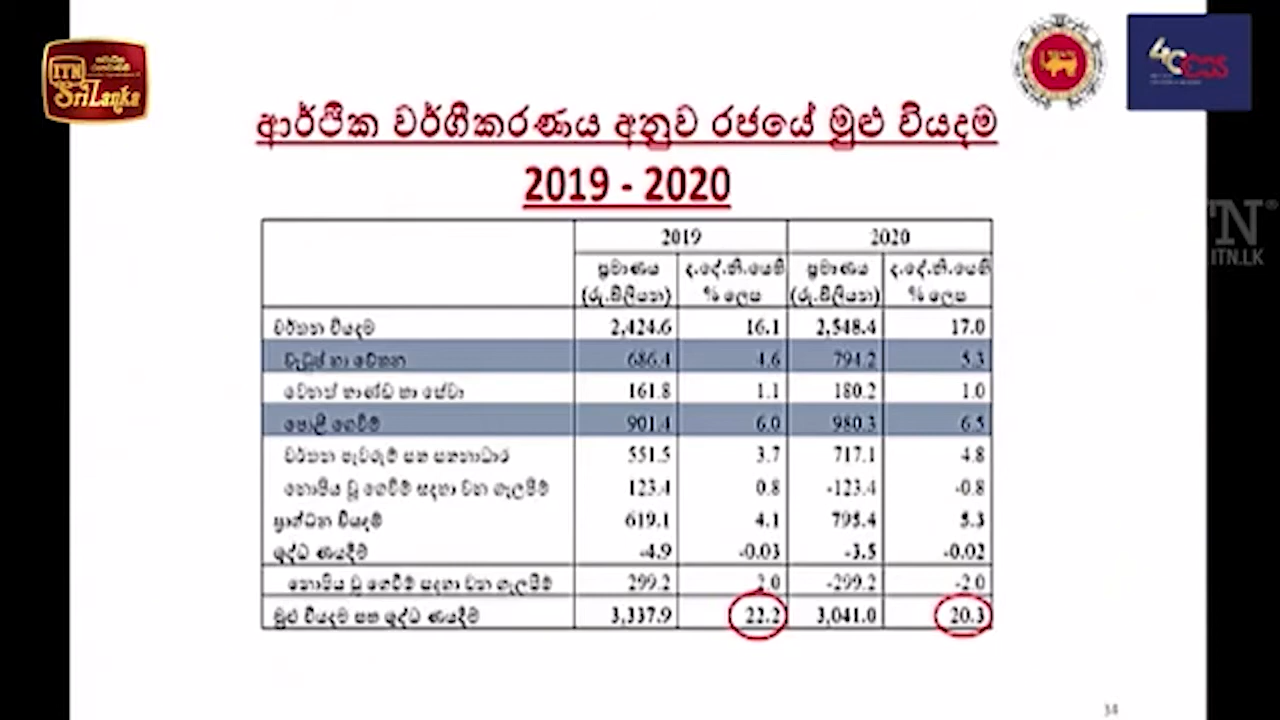 ITN
Sri Lanka
ආර්ථික වර්ගීකරණය අනුව රජයේ මුළු වියදම
2019 - 2020
TN®
ITN.LK
2019 2020
ප්‍රමාණය ද.දේ.නි.යෙහි ප්‍රමාණය ද.දේ.නි.යෙහි
(රු.බිලියන) % ලෙස (රු.බිලියන) % ලෙස
වර්තන වියදම 2,424.6 16.1 2,548.4 17.0
වැටුප් හා වේතන 686.4 4.6 794.2 5.3
වෙනත් භාණ්ඩ හා සේවා 161.8 1.1 180.2 1.0
පොළී ගෙවීම් 901.4 6.0 980.3 6.5
වර්තන පැවරුම් සහ සහනාධාර 551.5 3.7 717.1 4.8
නොපිය වූ ගෙවීම් සදහා වන ගැලපීම් 123.4 0.8 -123.4 -0.8
ප්‍රාග්ධන වියදම් 619.1 4.1 795.4 5.3
ශුද්ධ ණයදීම් -4.9 -0.03 -3.5 -0.02
නොපිය වූ ගෙවීම් සදහා වන ගැලපීම් 299.2 2.0 -299.2 -2.0
මුළු වියදම සහ ශුද්ධ ණයදීම් 3,337.9 22.2 3,041.0 20.3
34